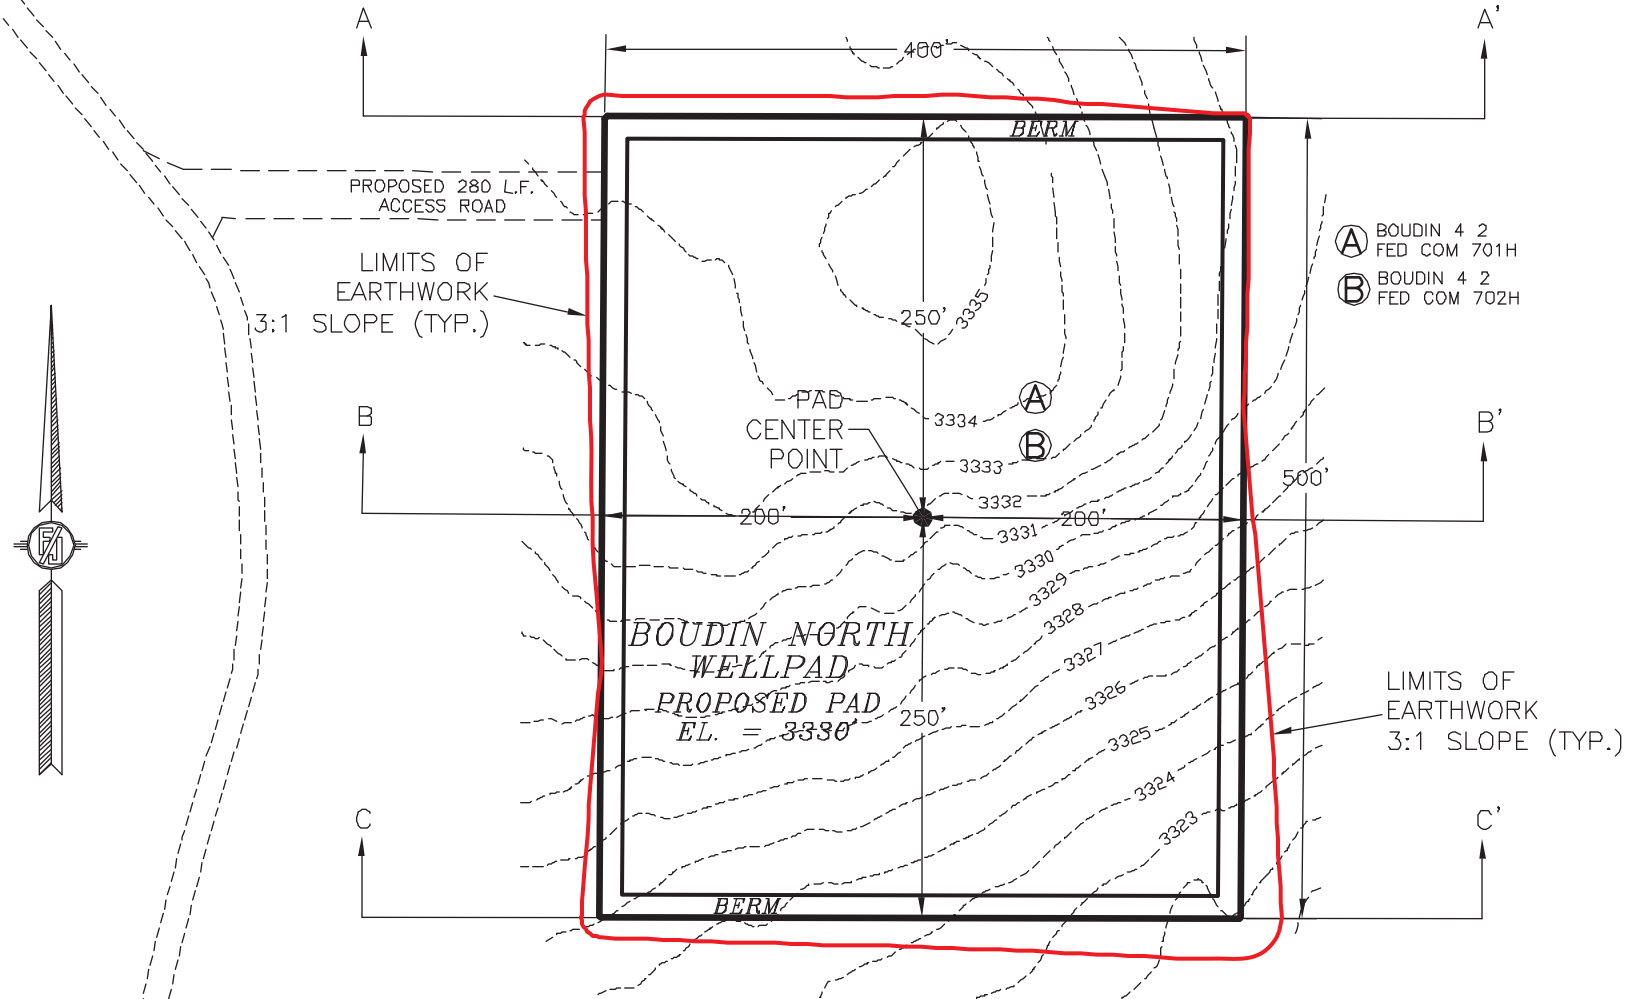 A
A'
400'
BERM
PROPOSED 280 L.F.
ACCESS ROAD
LIMITS OF
EARTHWORK
3:1 SLOPE (TYP.)
A BOUDIN 4 2
FED COM 701H
B BOUDIN 4 2
FED COM 702H
250'
3335
PAD
CENTER
POINT
A
B
3334
3333
3332
3331
3330
3329
3328
3327
3326
3325
3324
3323
B
B'
500'
200'
200'
FJ
BOUDIN NORTH
WELLPAD
PROPOSED PAD
EL. = 3330'
250'
LIMITS OF
EARTHWORK
3:1 SLOPE (TYP.)
C
C'
BERM